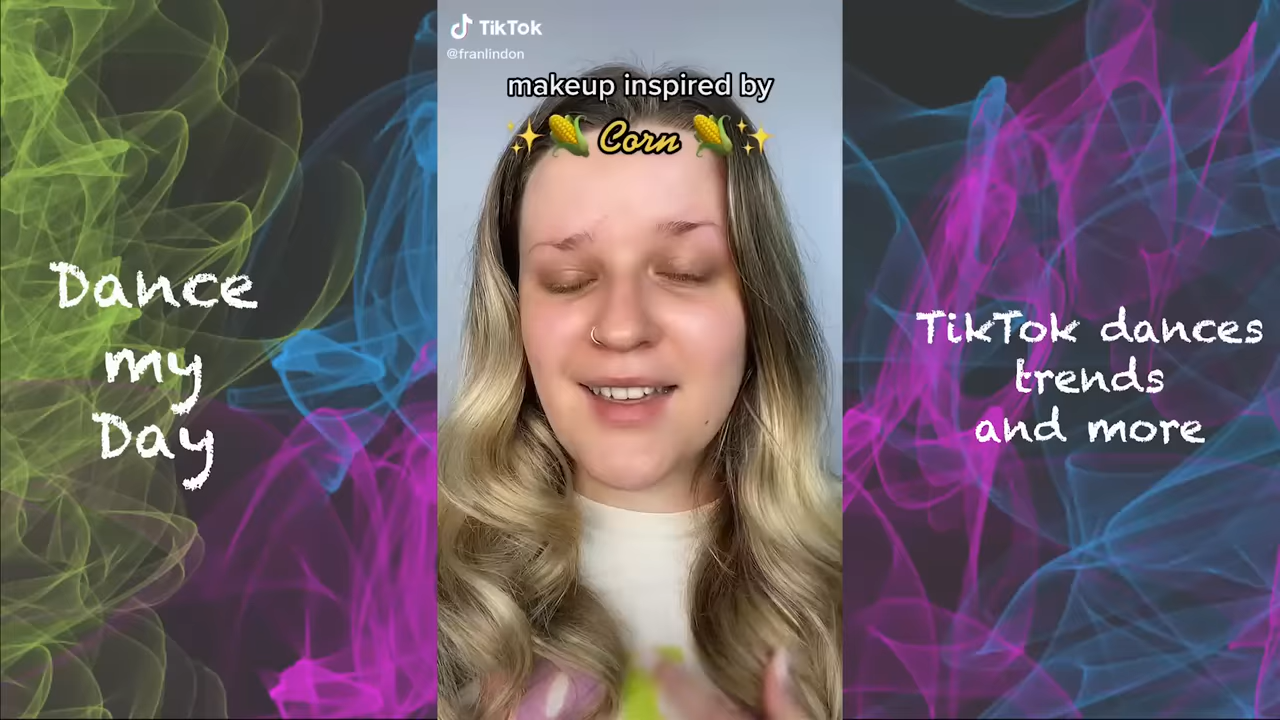 TikTok
@franlindon
makeup inspired by
✨🌽 Corn 🌽✨
Dance
my
Day
TikTok dances
trends
and more